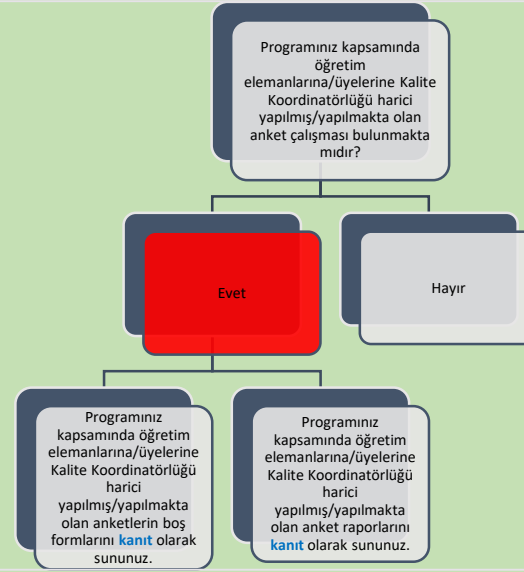 Programınız kapsamında
öğretim
elemanlarına/üyelerine Kalite
Koordinatörlüğü harici
yapılmış/yapılmakta olan
anket çalışması bulunmakta
mıdır?
Evet
Hayır
Programınız
kapsamında öğretim
elemanlarına/üyelerine
Kalite Koordinatörlüğü
harici
yapılmış/yapılmakta
olan anketlerin boş
formlarını kanıt olarak
sununuz.
Programınız
kapsamında öğretim
elemanlarına/üyelerine
Kalite Koordinatörlüğü
harici
yapılmış/yapılmakta
olan anket raporlarını
kanıt olarak sununuz.